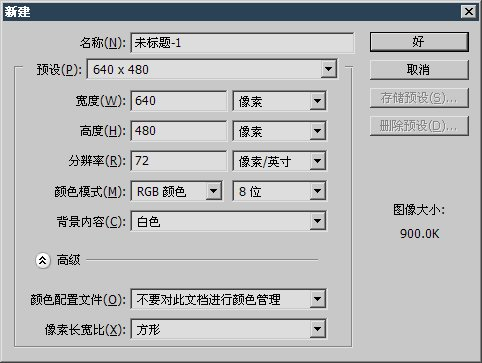 新建
名称(N): 未标题-1 好
预设(P): 640 x 480 取消
宽度(W): 640 像素 存储预设(S)...
高度(H): 480 像素 删除预设(D)...
分辨率(R): 72 像素/英寸
颜色模式(M): RGB 颜色 8 位 图像大小:
背景内容(C): 白色 900.0K
高级
颜色配置文件(O): 不要对此文档进行颜色管理
像素长宽比(X): 方形